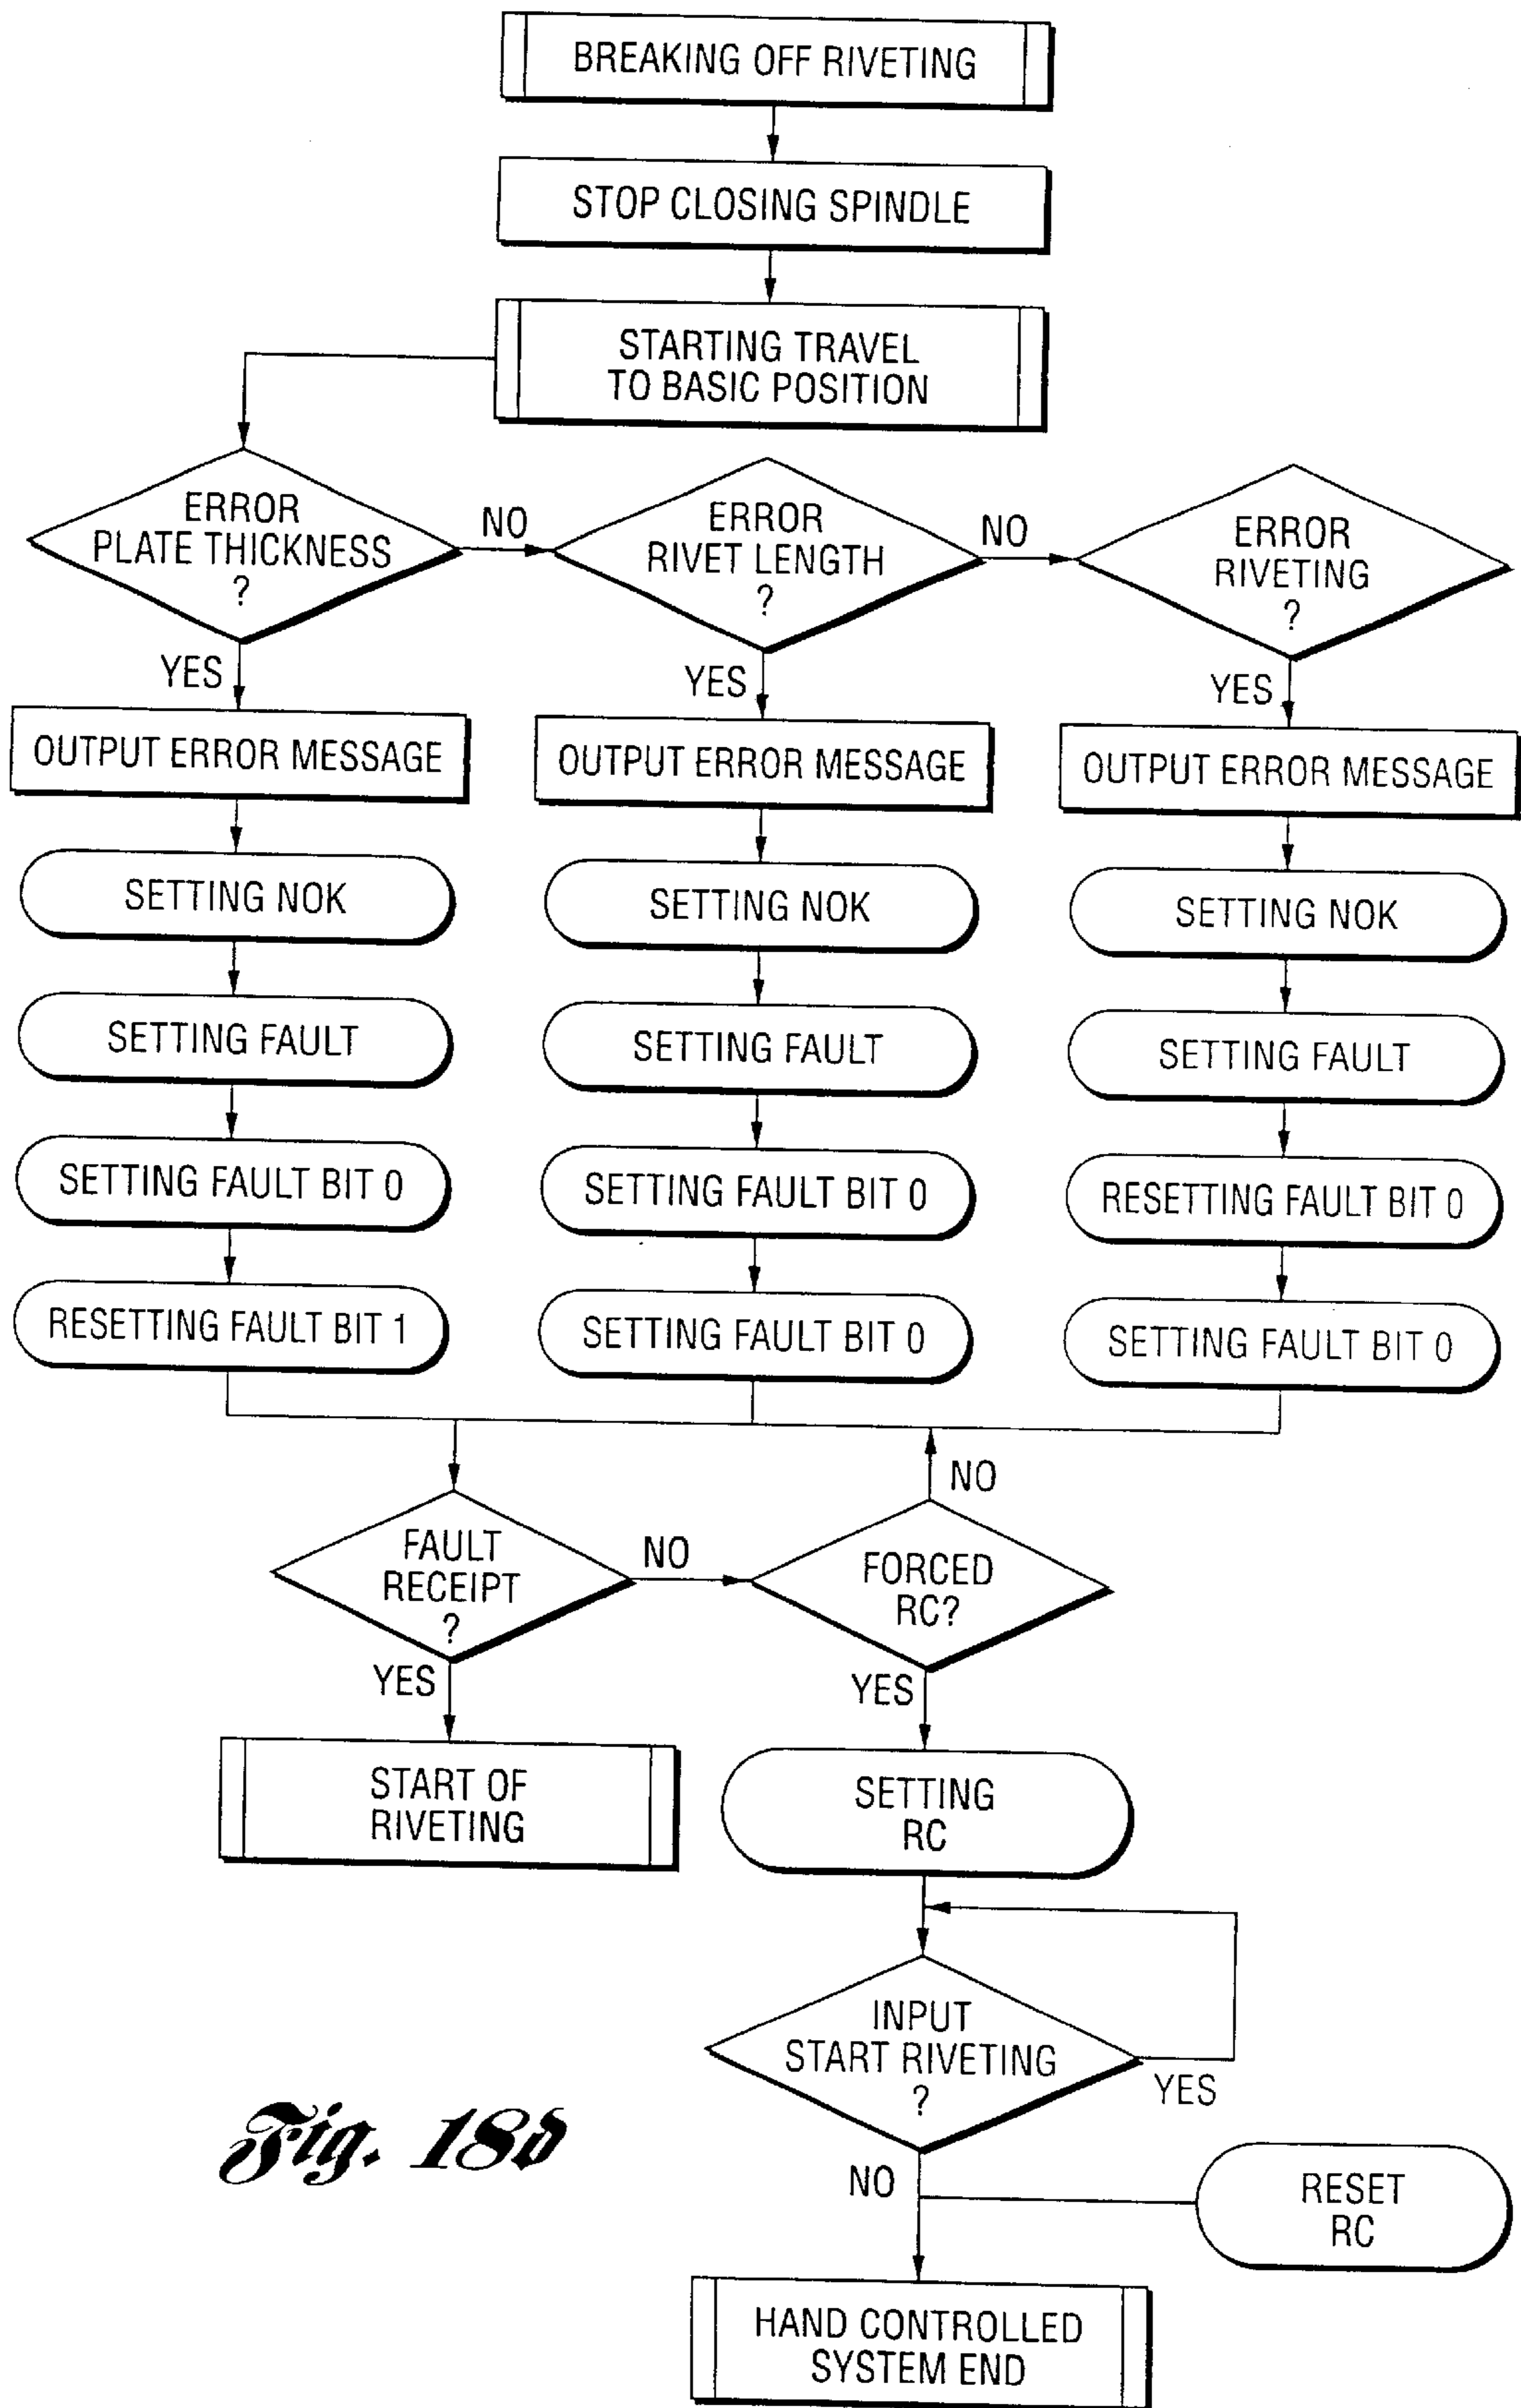 BREAKING OFF RIVETING
STOP CLOSING SPINDLE
STARTING TRAVEL
TO BASIC POSITION
ERROR
PLATE THICKNESS
?
NO
ERROR
RIVET LENGTH
?
NO
ERROR
RIVETING
?
YES
YES
YES
OUTPUT ERROR MESSAGE
OUTPUT ERROR MESSAGE
OUTPUT ERROR MESSAGE
SETTING NOK
SETTING NOK
SETTING NOK
SETTING FAULT
SETTING FAULT
SETTING FAULT
SETTING FAULT BIT 0
SETTING FAULT BIT 0
RESETTING FAULT BIT 0
RESETTING FAULT BIT 1
SETTING FAULT BIT 0
SETTING FAULT BIT 0
FAULT
RECEIPT
?
NO
FORCED
RC?
NO
YES
YES
START OF
RIVETING
SETTING
RC
INPUT
START RIVETING
?
YES
NO
RESET
RC
HAND CONTROLLED
SYSTEM END
Fig. 18d